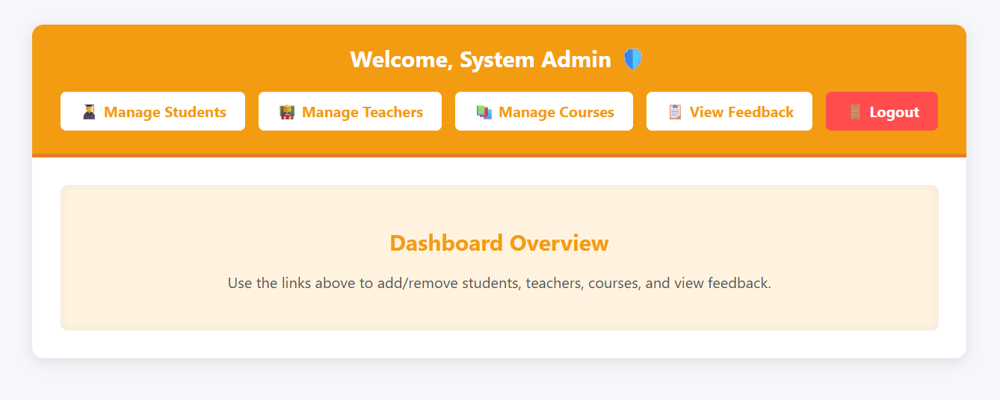 Welcome, System Admin
Manage Students
Manage Teachers
Manage Courses
View Feedback
Logout
Dashboard Overview
Use the links above to add/remove students, teachers, courses, and view feedback.